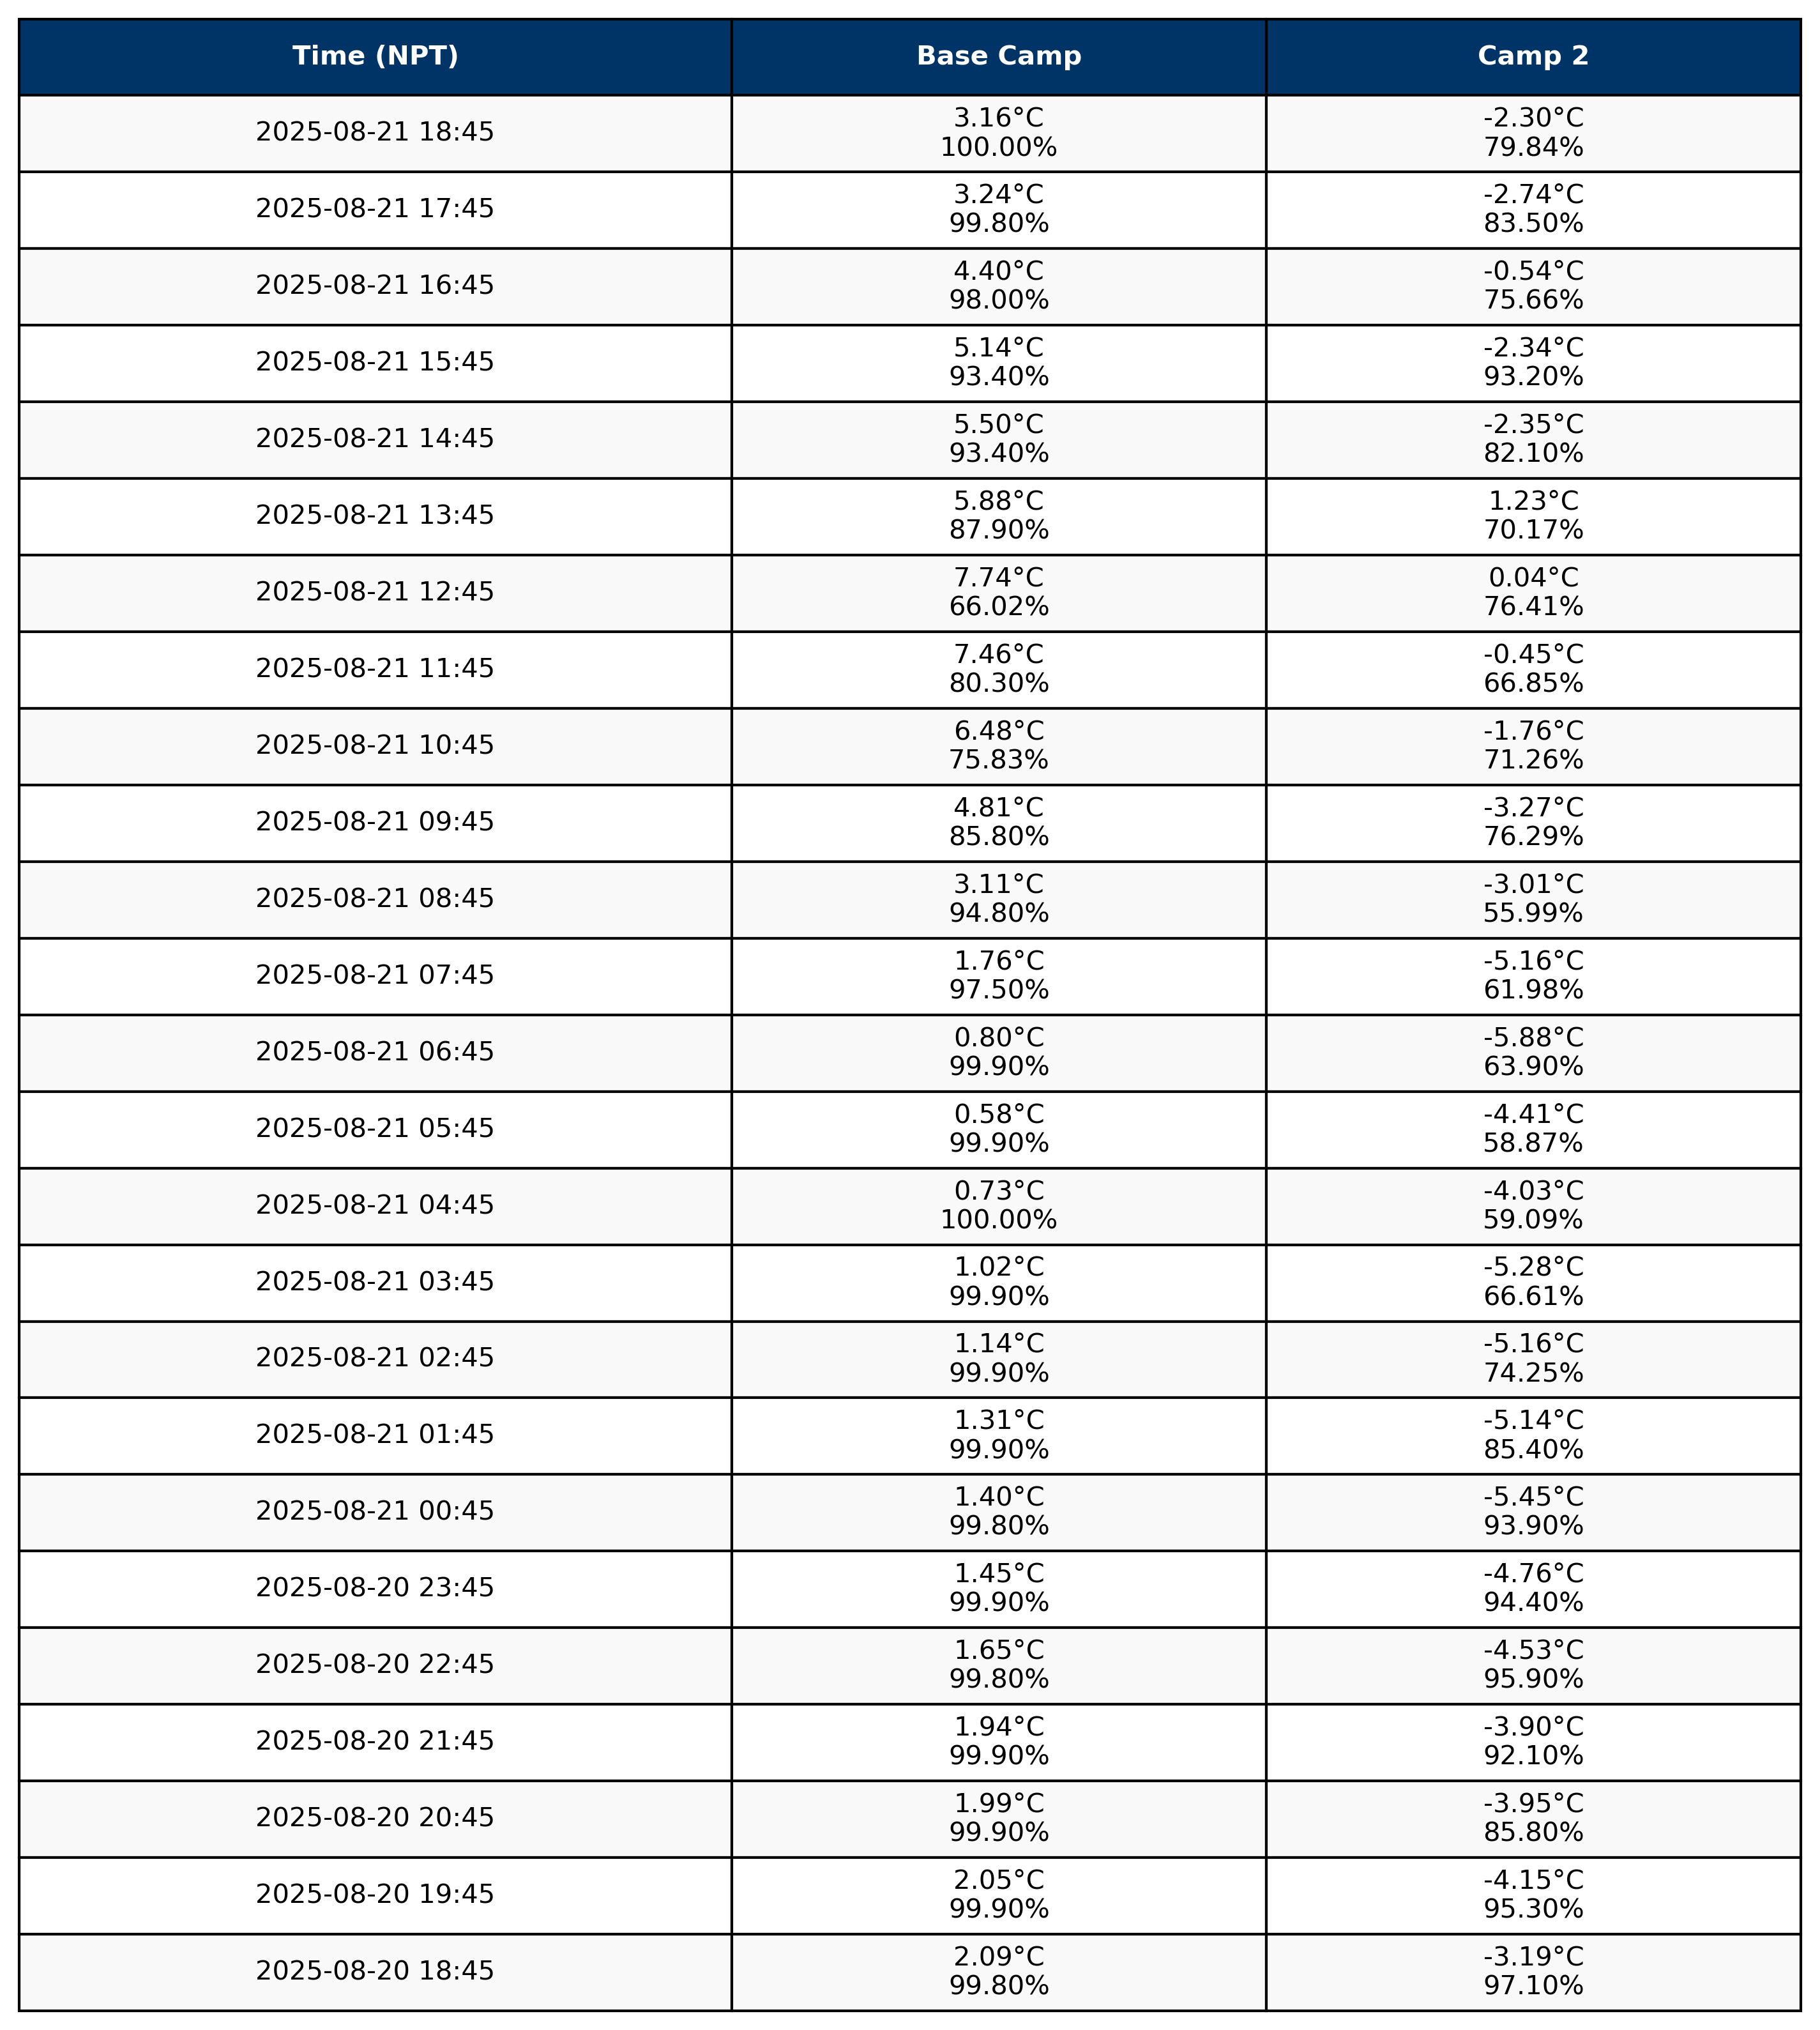 Time (NPT) Base Camp Camp 2
2025-08-21 18:45 3.16°C -2.30°C
100.00% 79.84%
2025-08-21 17:45 3.24°C -2.74°C
99.80% 83.50%
2025-08-21 16:45 4.40°C -0.54°C
98.00% 75.66%
2025-08-21 15:45 5.14°C -2.34°C
93.40% 93.20%
2025-08-21 14:45 5.50°C -2.35°C
93.40% 82.10%
2025-08-21 13:45 5.88°C 1.23°C
87.90% 70.17%
2025-08-21 12:45 7.74°C 0.04°C
66.02% 76.41%
2025-08-21 11:45 7.46°C -0.45°C
80.30% 66.85%
2025-08-21 10:45 6.48°C -1.76°C
75.83% 71.26%
2025-08-21 09:45 4.81°C -3.27°C
85.80% 76.29%
2025-08-21 08:45 3.11°C -3.01°C
94.80% 55.99%
2025-08-21 07:45 1.76°C -5.16°C
97.50% 61.98%
2025-08-21 06:45 0.80°C -5.88°C
99.90% 63.90%
2025-08-21 05:45 0.58°C -4.41°C
99.90% 58.87%
2025-08-21 04:45 0.73°C -4.03°C
100.00% 59.09%
2025-08-21 03:45 1.02°C -5.28°C
99.90% 66.61%
2025-08-21 02:45 1.14°C -5.16°C
99.90% 74.25%
2025-08-21 01:45 1.31°C -5.14°C
99.90% 85.40%
2025-08-21 00:45 1.40°C -5.45°C
99.80% 93.90%
2025-08-20 23:45 1.45°C -4.76°C
99.90% 94.40%
2025-08-20 22:45 1.65°C -4.53°C
99.80% 95.90%
2025-08-20 21:45 1.94°C -3.90°C
99.90% 92.10%
2025-08-20 20:45 1.99°C -3.95°C
99.90% 85.80%
2025-08-20 19:45 2.05°C -4.15°C
99.90% 95.30%
2025-08-20 18:45 2.09°C -3.19°C
99.80% 97.10%